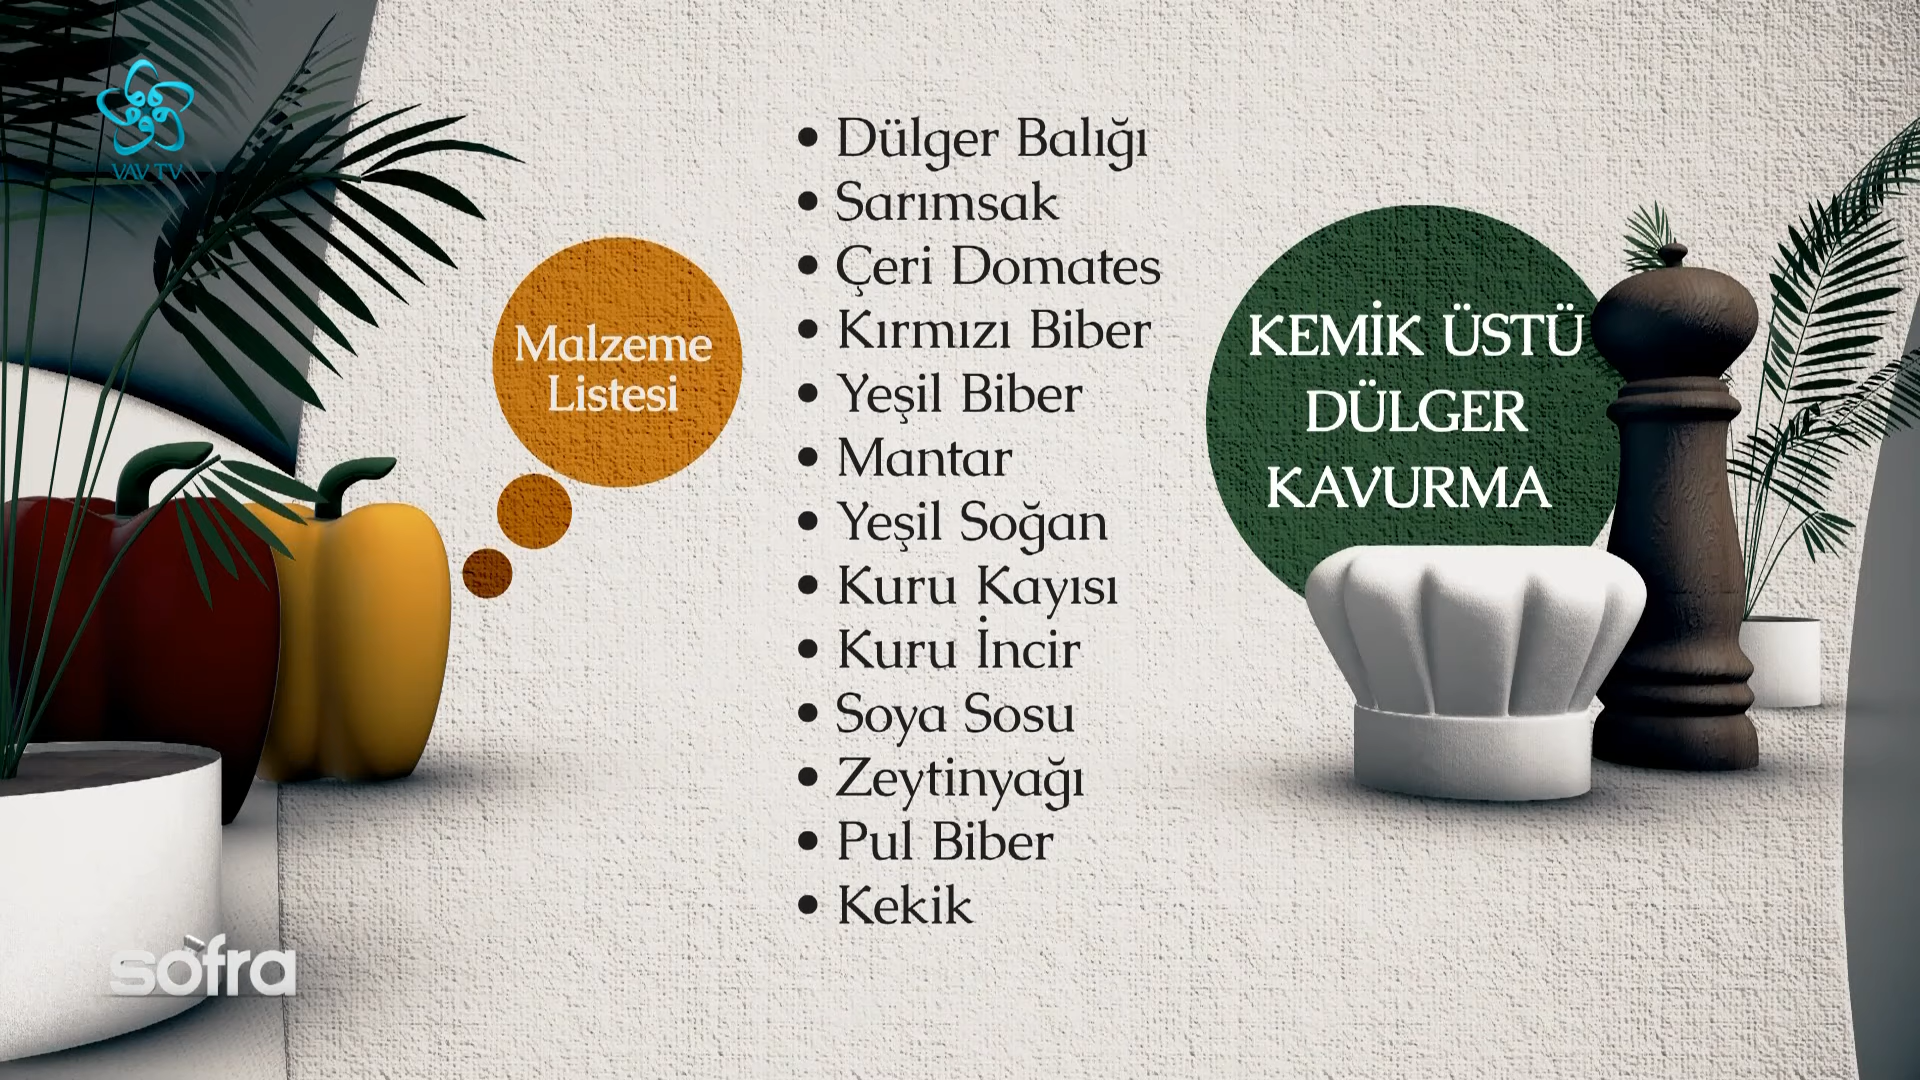 VAV TV
Malzeme
Listesi
• Dülger Balığı
• Sarımsak
• Çeri Domates
• Kırmızı Biber
• Yeşil Biber
• Mantar
• Yeşil Soğan
• Kuru Kayısı
• Kuru İncir
• Soya Sosu
• Zeytinyağı
• Pul Biber
• Kekik
KEMİK ÜSTÜ
DÜLGER
KAVURMA
sofra